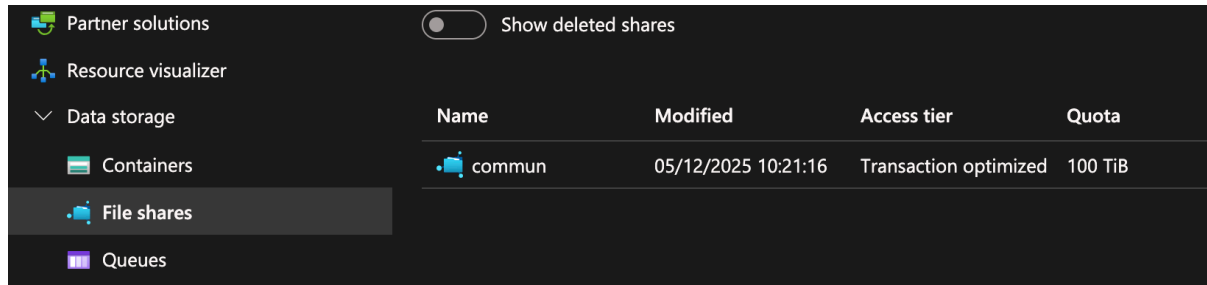 Partner solutions
Show deleted shares
Resource visualizer
Data storage
Name Modified Access tier Quota
Containers
commun 05/12/2025 10:21:16 Transaction optimized 100 TiB
File shares
Queues